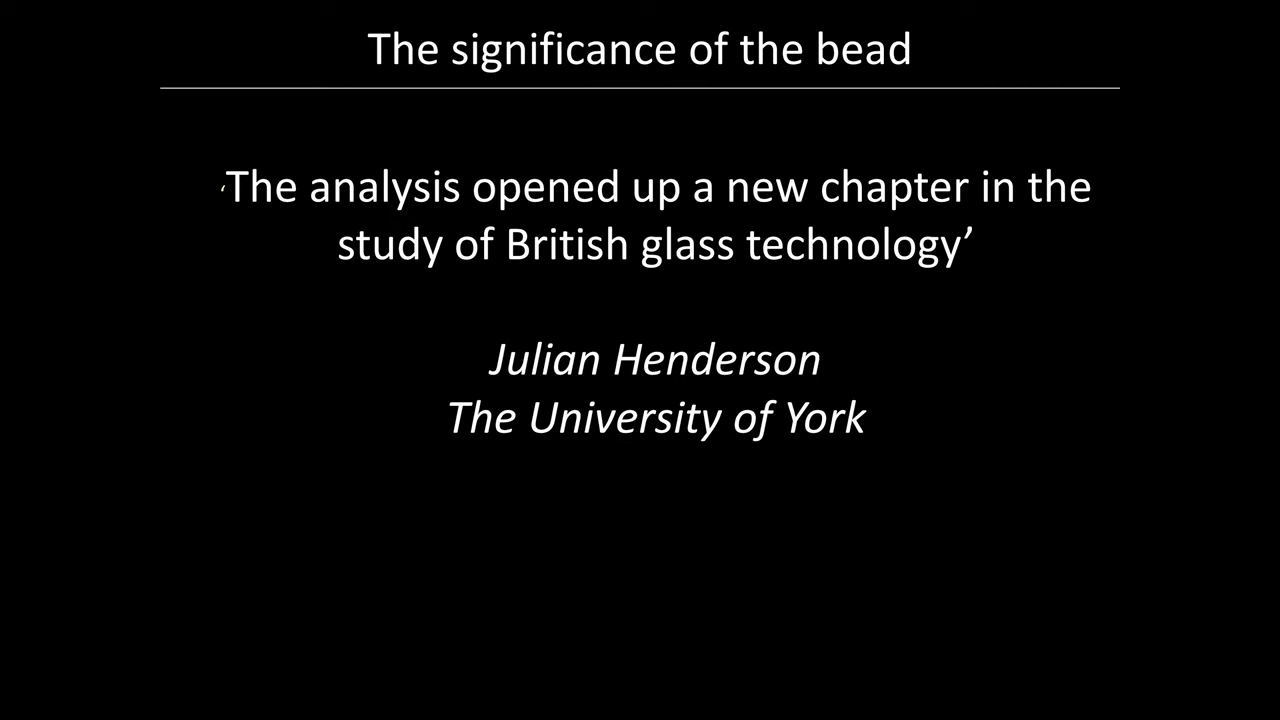 The significance of the bead
‘The analysis opened up a new chapter in the
study of British glass technology’
Julian Henderson
The University of York